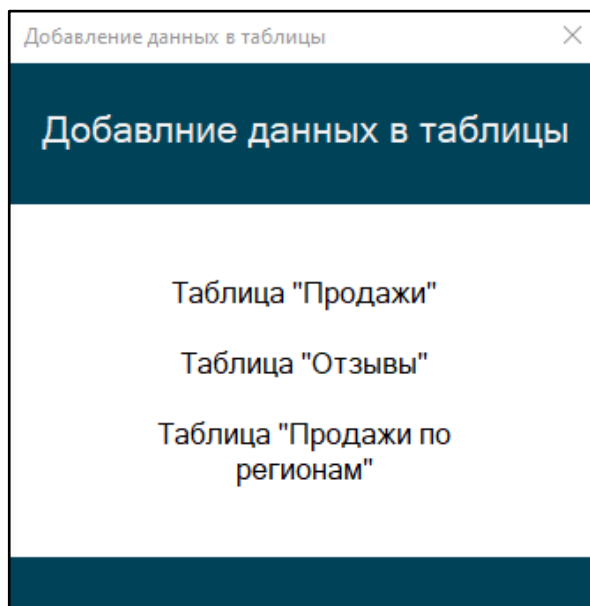 Добавление данных в таблицы
Добавлние данных в таблицы
Таблица "Продажи"
Таблица "Отзывы"
Таблица "Продажи по
регионам"